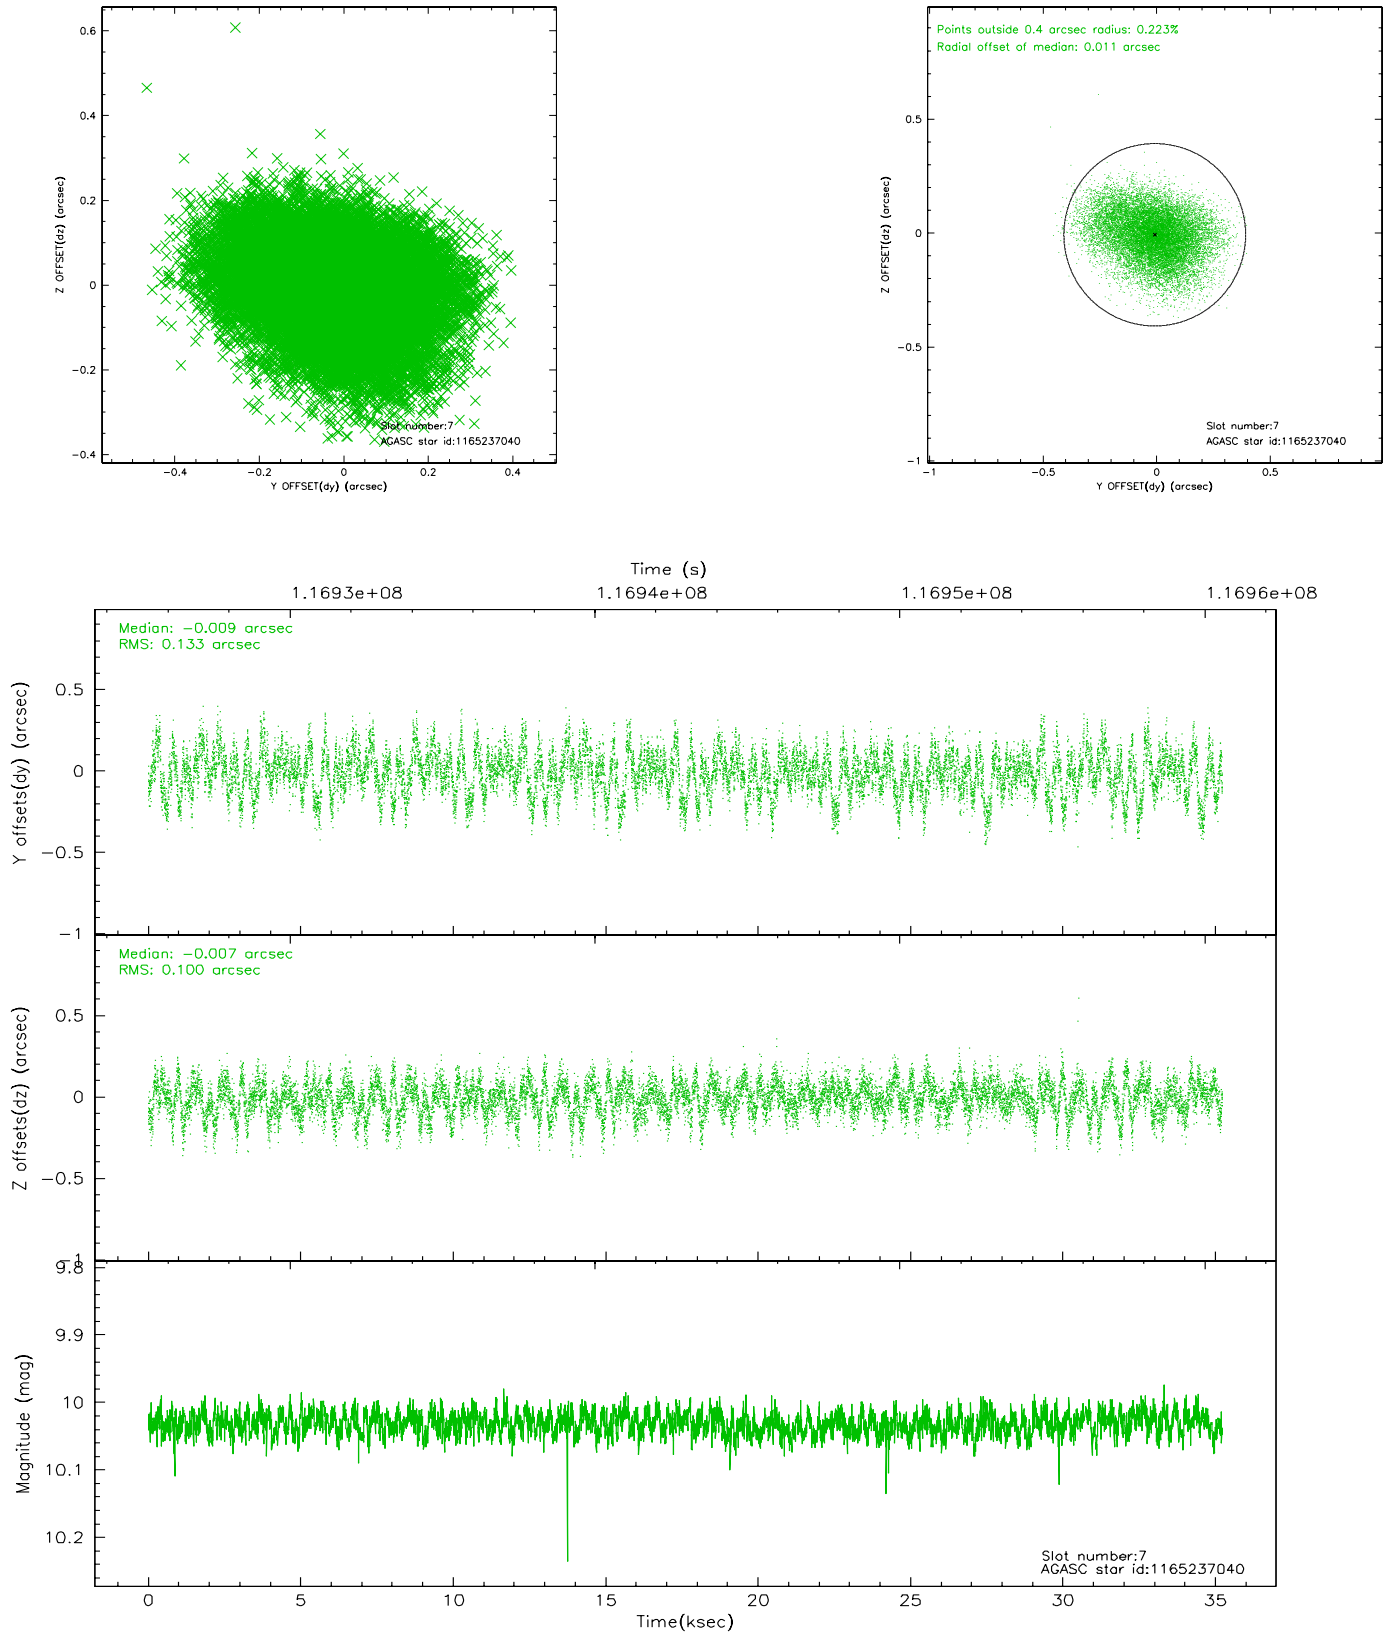 0.6
0.4
0.2
0
−0.2
−0.4
−0.4
−0.2
0
0.2
0.4
Z OFFSET(dz) (arcsec)
Y OFFSET(dy) (arcsec)
Slot number:7
AGASC star id:1165237040
Points outside 0.4 arcsec radius: 0.223%
Radial offset of median: 0.011 arcsec
0.5
0
−0.5
−1
−1
−0.5
0
0.5
Z OFFSET(dz) (arcsec)
Y OFFSET(dy) (arcsec)
Slot number:7
AGASC star id:1165237040
Time (s)
1.1693e+08
1.1694e+08
1.1695e+08
1.1696e+08
Median: −0.009 arcsec
RMS: 0.133 arcsec
0.5
0
−0.5
−1
Y offsets(dy) (arcsec)
Median: −0.007 arcsec
RMS: 0.100 arcsec
0.5
0
−0.5
−1
Z offsets(dz) (arcsec)
9.8
9.9
10
10.1
10.2
Magnitude (mag)
Slot number:7
AGASC star id:1165237040
0
5
10
15
20
25
30
35
Time(ksec)